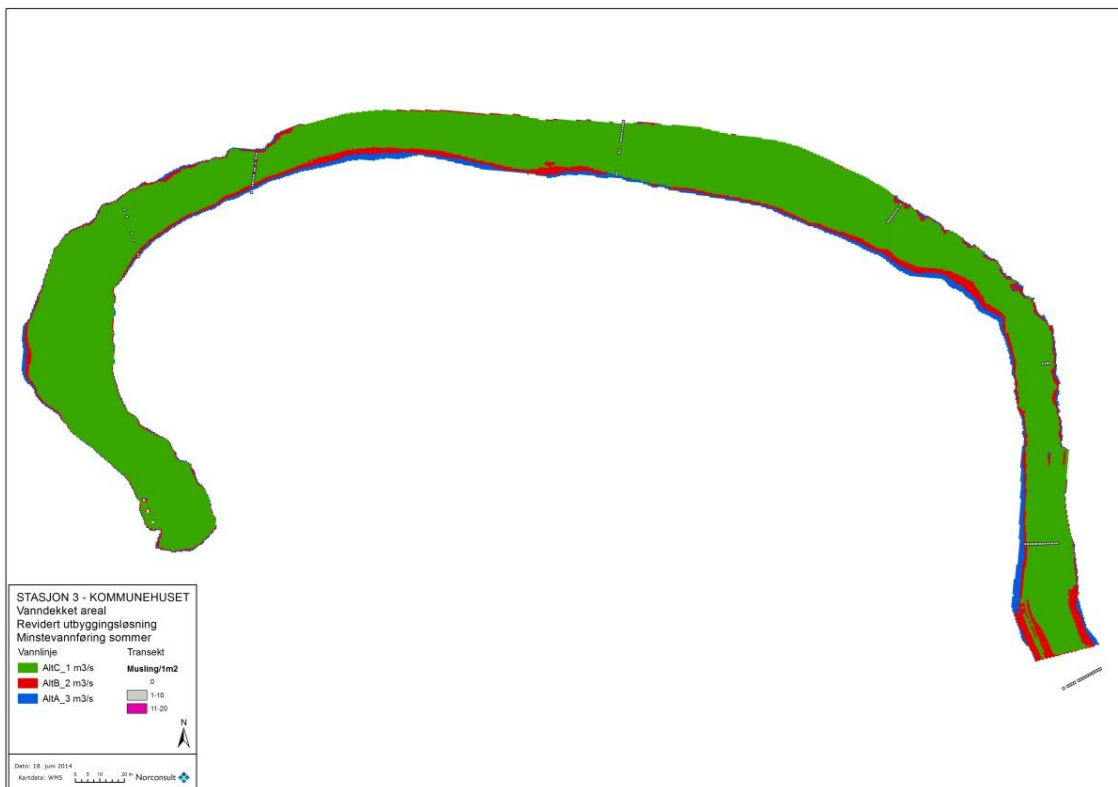 STASJON 3 - KOMMUNEHUSET
Vanndekket areal
Revidert utbyggingsløsning
Minstevannføring sommer
Vannlinje Transekt
Musling/1m2
AltC_1 m3/s 0
AltB_2 m3/s 1-10
AltA_3 m3/s 11-20
N
Dato: 18. juni 2014
Kartdata: WMS 0 5 10 20 m Norconsult